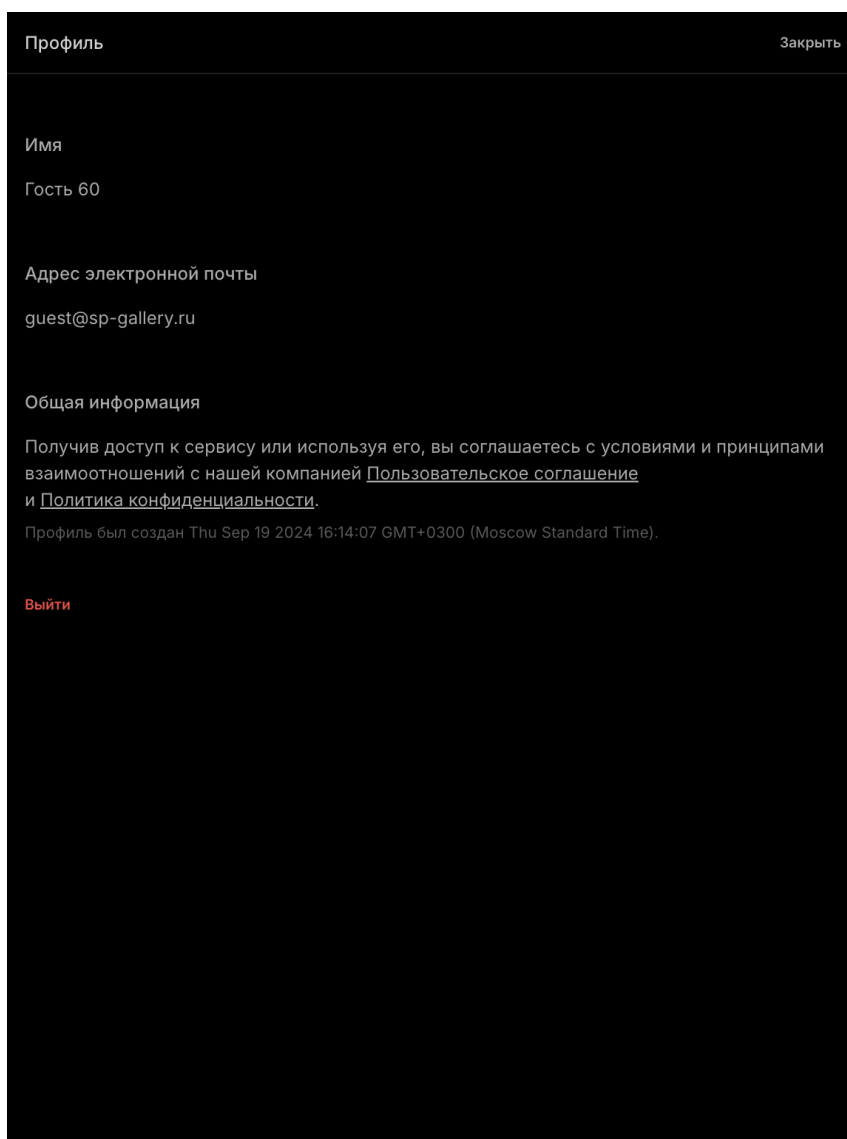 Профиль
Закрыть
Имя
Гость 60
Адрес электронной почты
guest@sp-gallery.ru
Общая информация
Получив доступ к сервису или используя его, вы соглашаетесь с условиями и принципами
взаимоотношений с нашей компанией Пользовательское соглашение
и Политика конфиденциальности.
Профиль был создан Thu Sep 19 2024 16:14:07 GMT+0300 (Moscow Standard Time).
Выйти